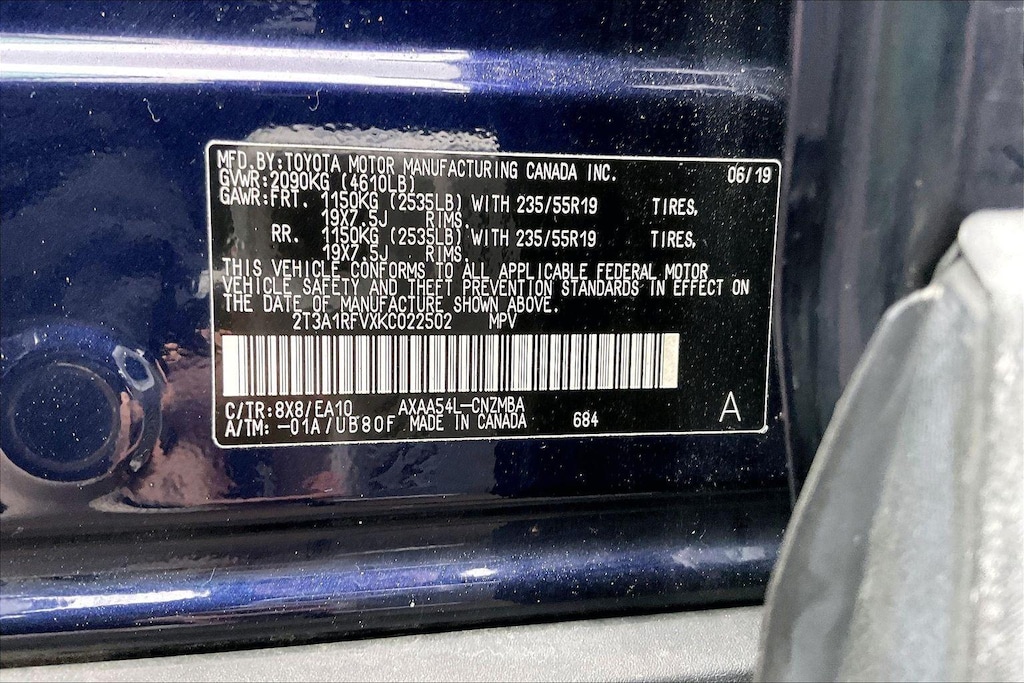 MFD.BY:TOYOTA MOTOR MANUFACTURING CANADA INC. 06/19
GVWR:2090KG (4610LB)
GAWR:FRT. 1150KG (2535LB) WITH 235/55R19 TIRES,
19X7.5J RIMS,
RR. 1150KG (2535LB) WITH 235/55R19 TIRES,
19X7.5J RIMS.
THIS VEHICLE CONFORMS TO ALL APPLICABLE FEDERAL MOTOR
VEHICLE SAFETY AND THEFT PREVENTION STANDARDS IN EFFECT ON
THE DATE OF MANUFACTURE SHOWN ABOVE.
2T3A1RFVXKC022502 MPV
C/TR:8X8/EA10 AXAA54L-CNZMBA A
A/TM:-01A/UB80F MADE IN CANADA 684